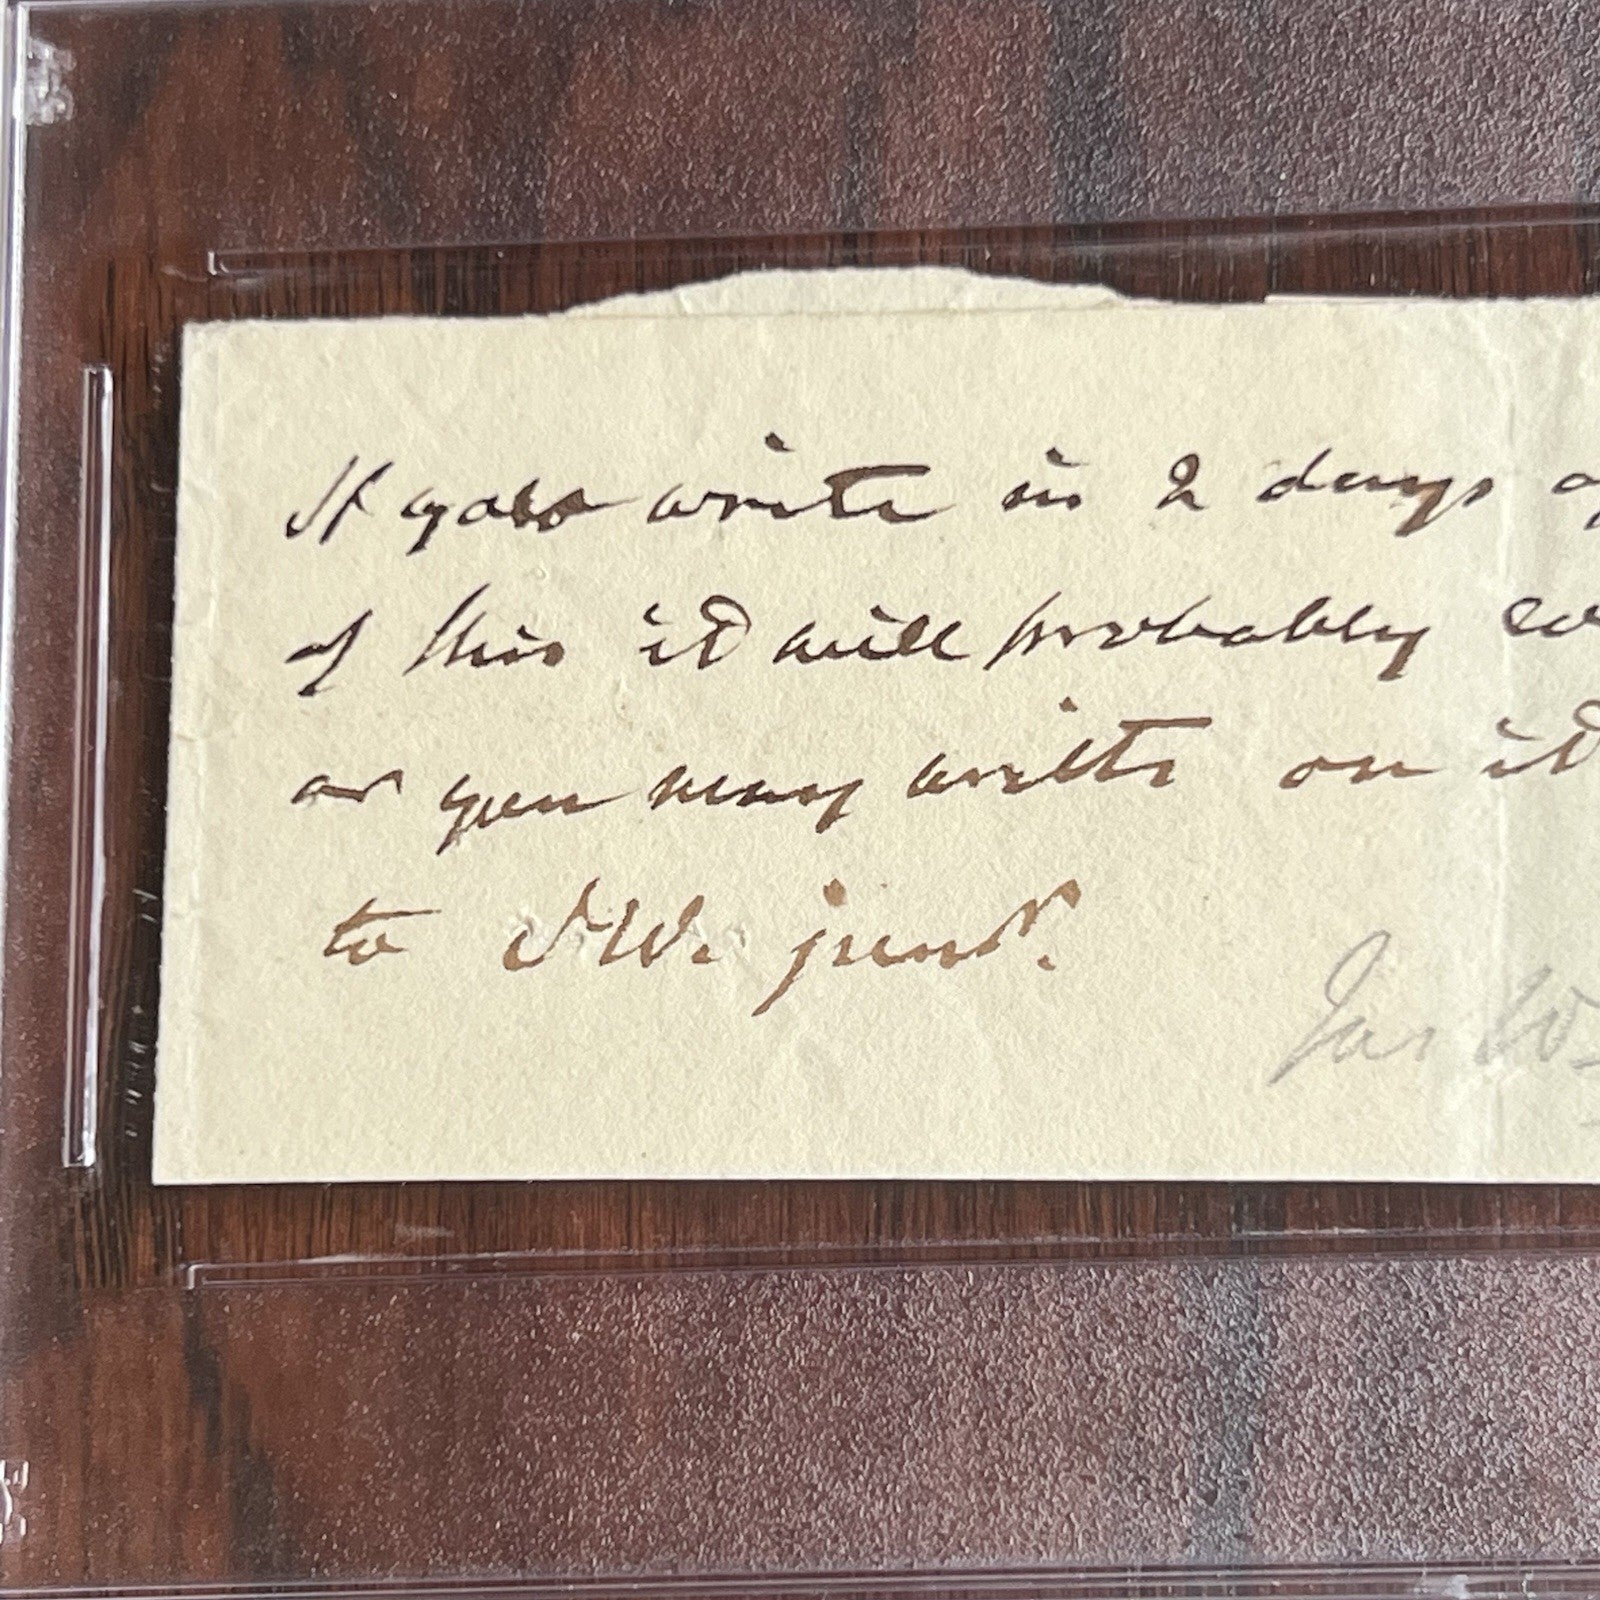 If you write in 2 days
of this it will probably
or you may write on it
to J W. junr.
Jas W